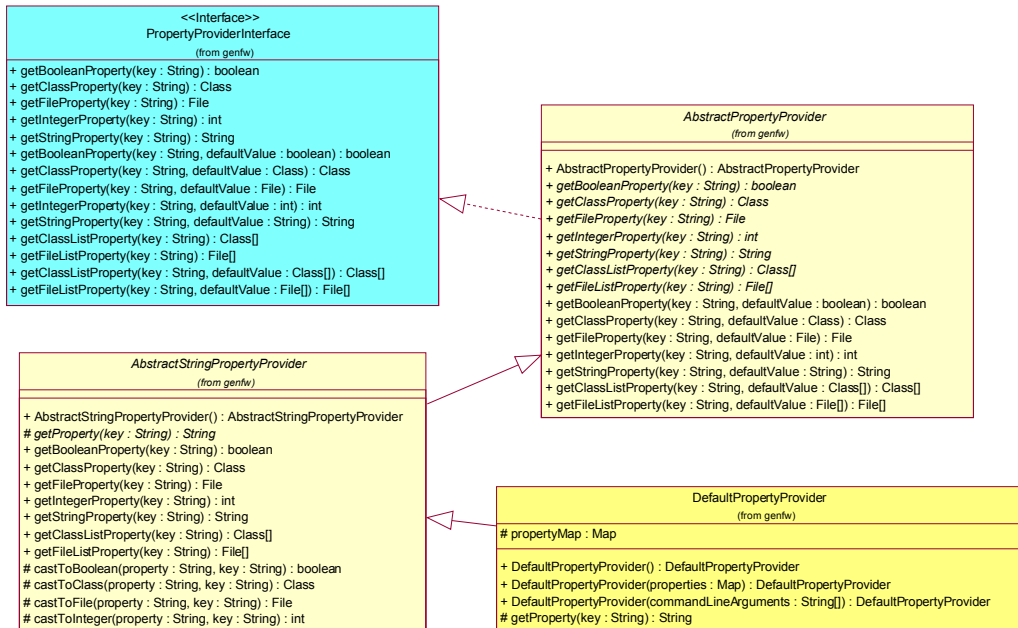 <<Interface>>
PropertyProviderInterface
(from genfw)
+ getBooleanProperty(key : String) : boolean
+ getClassProperty(key : String) : Class
+ getFileProperty(key : String) : File
+ getIntegerProperty(key : String) : int
+ getStringProperty(key : String) : String
+ getBooleanProperty(key : String, defaultValue : boolean) : boolean
+ getClassProperty(key : String, defaultValue : Class) : Class
+ getFileProperty(key : String, defaultValue : File) : File
+ getIntegerProperty(key : String, defaultValue : int) : int
+ getStringProperty(key : String, defaultValue : String) : String
+ getClassListProperty(key : String) : Class[]
+ getFileListProperty(key : String) : File[]
+ getClassListProperty(key : String, defaultValue : Class[]) : Class[]
+ getFileListProperty(key : String, defaultValue : File[]) : File[]
AbstractPropertyProvider
(from genfw)
+ AbstractPropertyProvider() : AbstractPropertyProvider
+ getBooleanProperty(key : String) : boolean
+ getClassProperty(key : String) : Class
+ getFileProperty(key : String) : File
+ getIntegerProperty(key : String) : int
+ getStringProperty(key : String) : String
+ getClassListProperty(key : String) : Class[]
+ getFileListProperty(key : String) : File[]
+ getBooleanProperty(key : String, defaultValue : boolean) : boolean
+ getClassProperty(key : String, defaultValue : Class) : Class
+ getFileProperty(key : String, defaultValue : File) : File
+ getIntegerProperty(key : String, defaultValue : int) : int
+ getStringProperty(key : String, defaultValue : String) : String
+ getClassListProperty(key : String, defaultValue : Class[]) : Class[]
+ getFileListProperty(key : String, defaultValue : File[]) : File[]
AbstractStringPropertyProvider
(from genfw)
+ AbstractStringPropertyProvider() : AbstractStringPropertyProvider
# getProperty(key : String) : String
+ getBooleanProperty(key : String) : boolean
+ getClassProperty(key : String) : Class
+ getFileProperty(key : String) : File
+ getIntegerProperty(key : String) : int
+ getStringProperty(key : String) : String
+ getClassListProperty(key : String) : Class[]
+ getFileListProperty(key : String) : File[]
# castToBoolean(property : String, key : String) : boolean
# castToClass(property : String, key : String) : Class
# castToFile(property : String, key : String) : File
# castToInteger(property : String, key : String) : int
DefaultPropertyProvider
(from genfw)
# propertyMap : Map
+ DefaultPropertyProvider() : DefaultPropertyProvider
+ DefaultPropertyProvider(properties : Map) : DefaultPropertyProvider
+ DefaultPropertyProvider(commandLineArguments : String[]) : DefaultPropertyProvider
# getProperty(key : String) : String